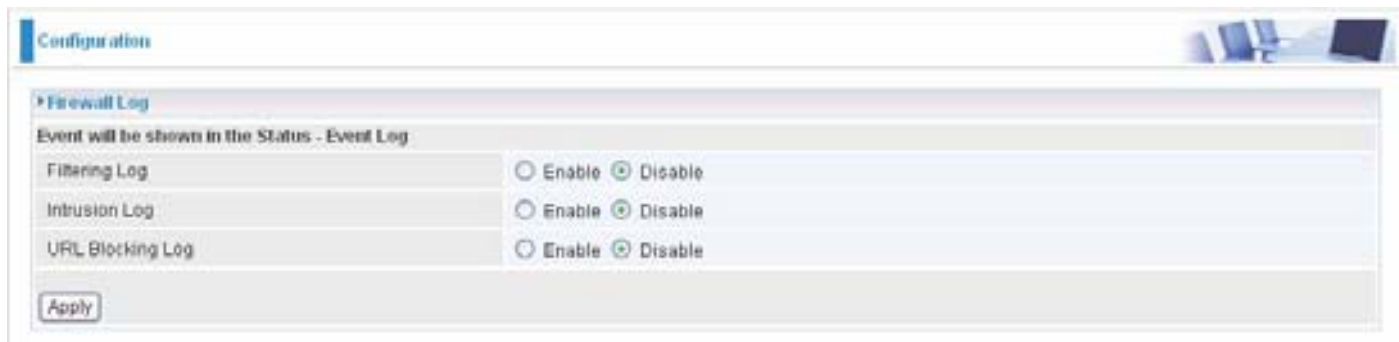 Configuration
Firewall Log
Event will be shown in the Status - Event Log
Filtering Log Enable Disable
Intrusion Log Enable Disable
URL Blocking Log Enable Disable
Apply